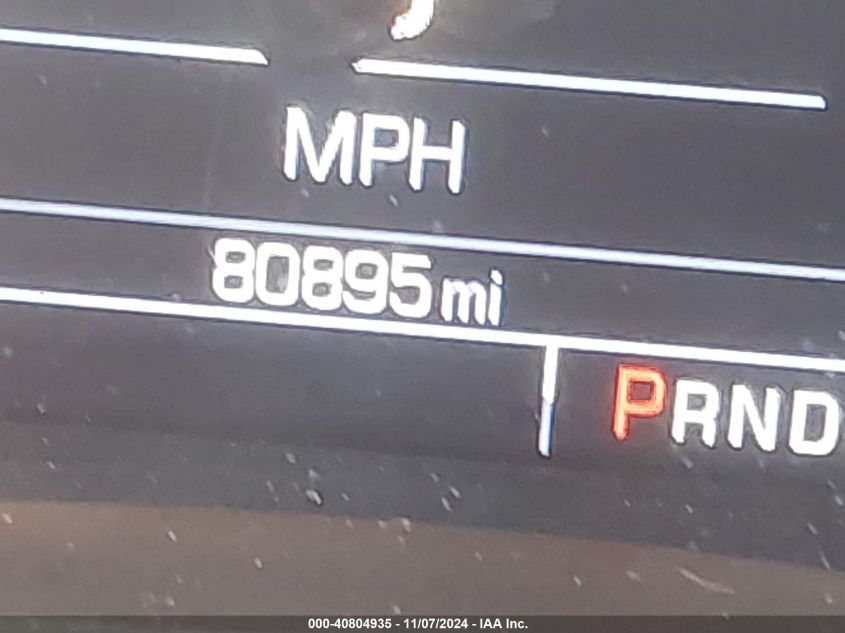 MPH
80895 mi
PRND
000-40804935 - 11/07/2024 - IAA Inc.